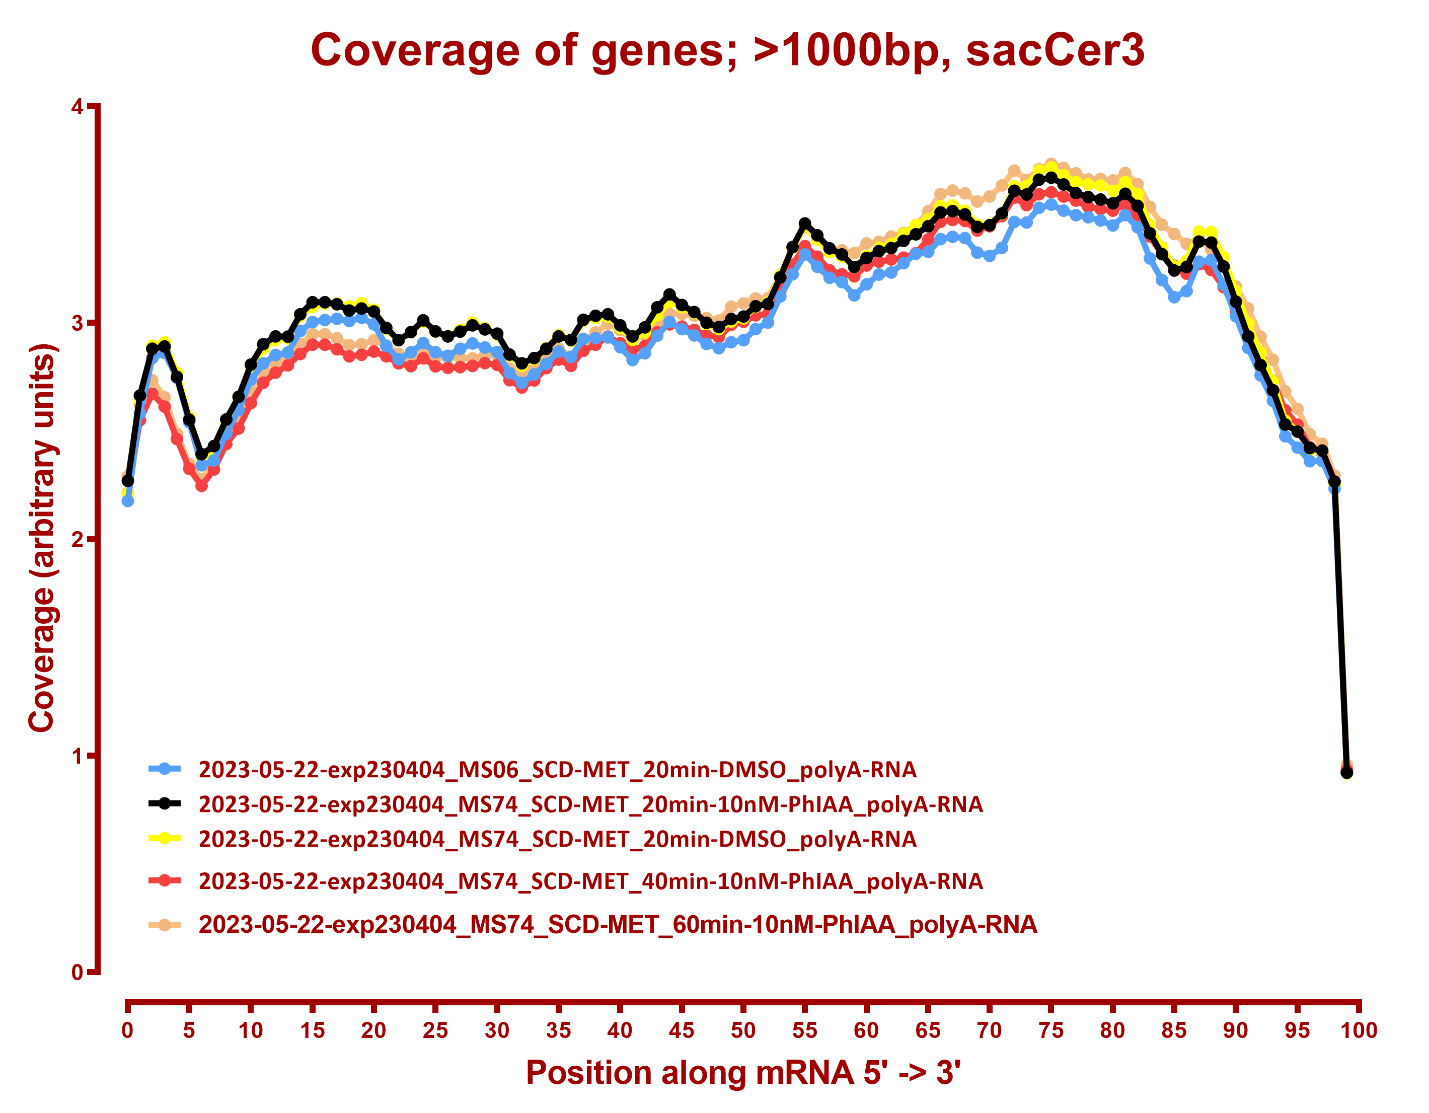 Coverage of genes; >1000bp, sacCer3
Coverage (arbitrary units)
4
3
2
1
0
2023-05-22-exp230404_MS06_SCD-MET_20min-DMSO_polyA-RNA
2023-05-22-exp230404_MS74_SCD-MET_20min-10nM-PhIAA_polyA-RNA
2023-05-22-exp230404_MS74_SCD-MET_20min-DMSO_polyA-RNA
2023-05-22-exp230404_MS74_SCD-MET_40min-10nM-PhIAA_polyA-RNA
2023-05-22-exp230404_MS74_SCD-MET_60min-10nM-PhIAA_polyA-RNA
0 5 10 15 20 25 30 35 40 45 50 55 60 65 70 75 80 85 90 95 100
Position along mRNA 5' -> 3'